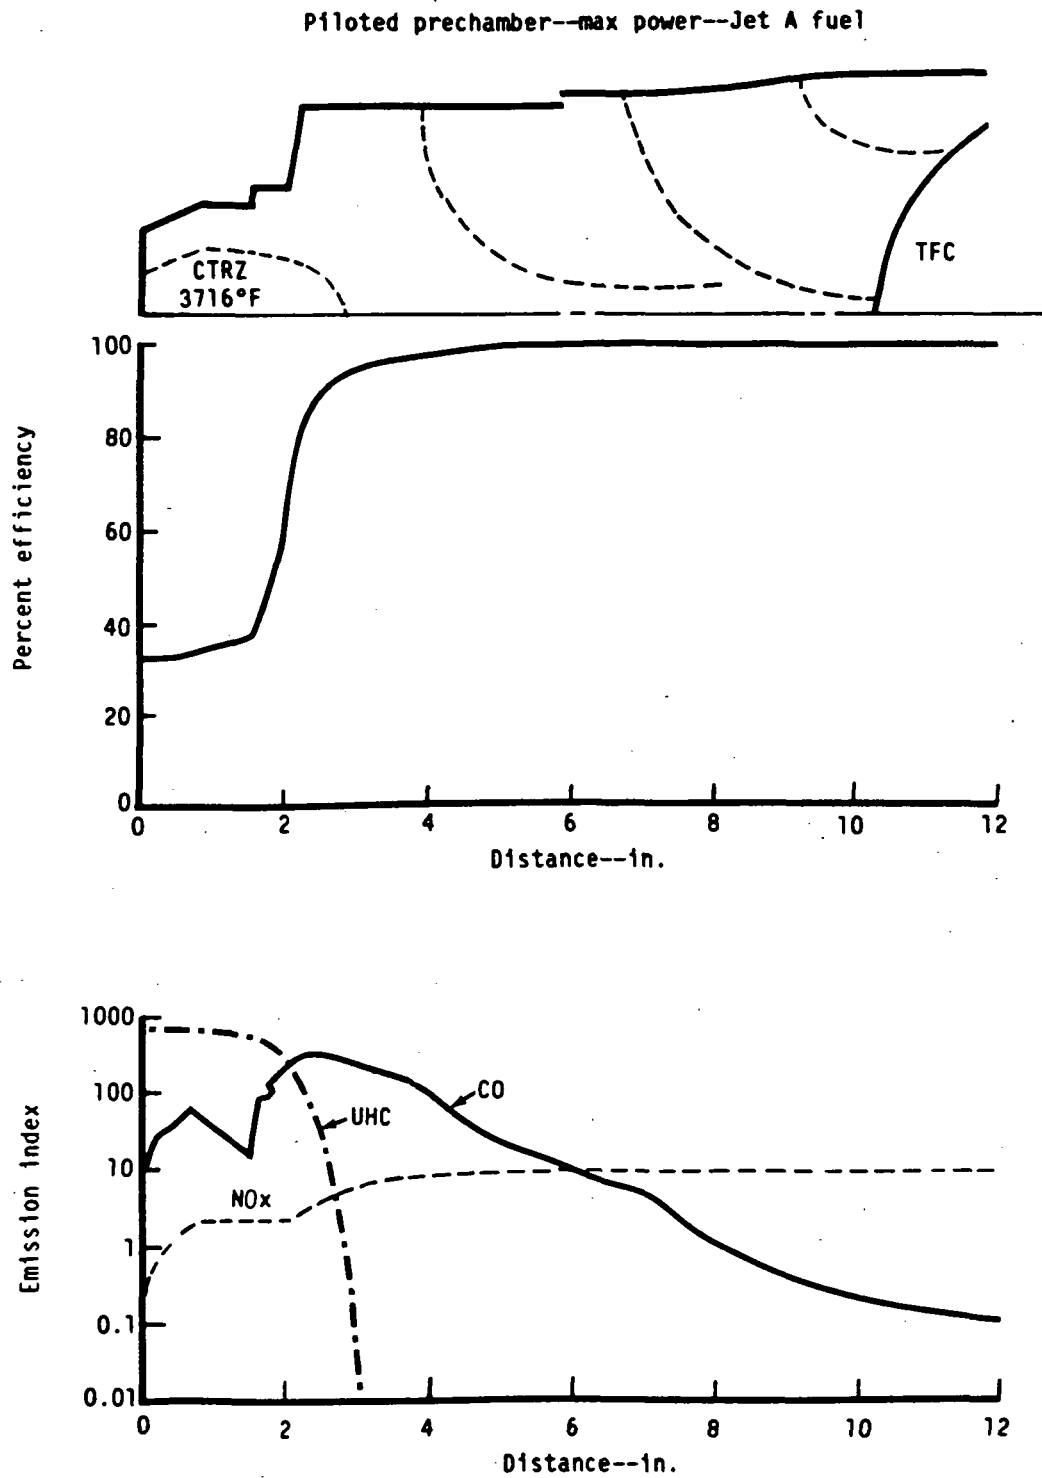 Piloted prechamber--max power--Jet A fuel
CTRZ
3716°F
TFC
100
80
60
40
20
0
Percent efficiency
0 2 4 6 8 10 12
Distance--in.
1000
100
10
1
0.1
0.01
Emission index
CO
UHC
NOx
0 2 4 6 8 10 12
Distance--in.